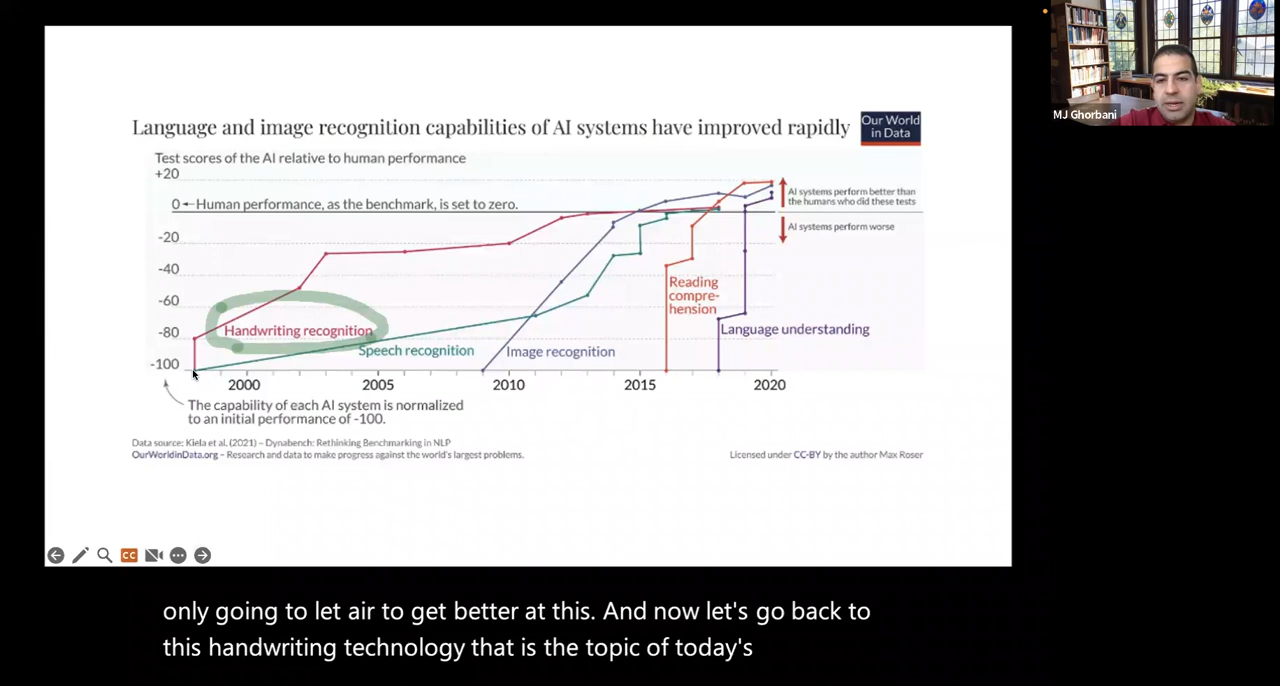 Language and image recognition capabilities of AI systems have improved rapidly
Our World
in Data
Test scores of the AI relative to human performance
+20
0 ←Human performance, as the benchmark, is set to zero.
AI systems perform better than
the humans who did these tests
AI systems perform worse
-20
-40
-60
-80
-100
Handwriting recognition
Speech recognition
Image recognition
Reading
compre-
hension
Language understanding
2000
2005
2010
2015
2020
The capability of each AI system is normalized
to an initial performance of -100.
Data source: Kiela et al. (2021) – Dynabench: Rethinking Benchmarking in NLP
OurWorldinData.org – Research and data to make progress against the world's largest problems.
Licensed under CC-BY by the author Max Roser
CC
MJ Ghorbani
only going to let air to get better at this. And now let's go back to
this handwriting technology that is the topic of today's